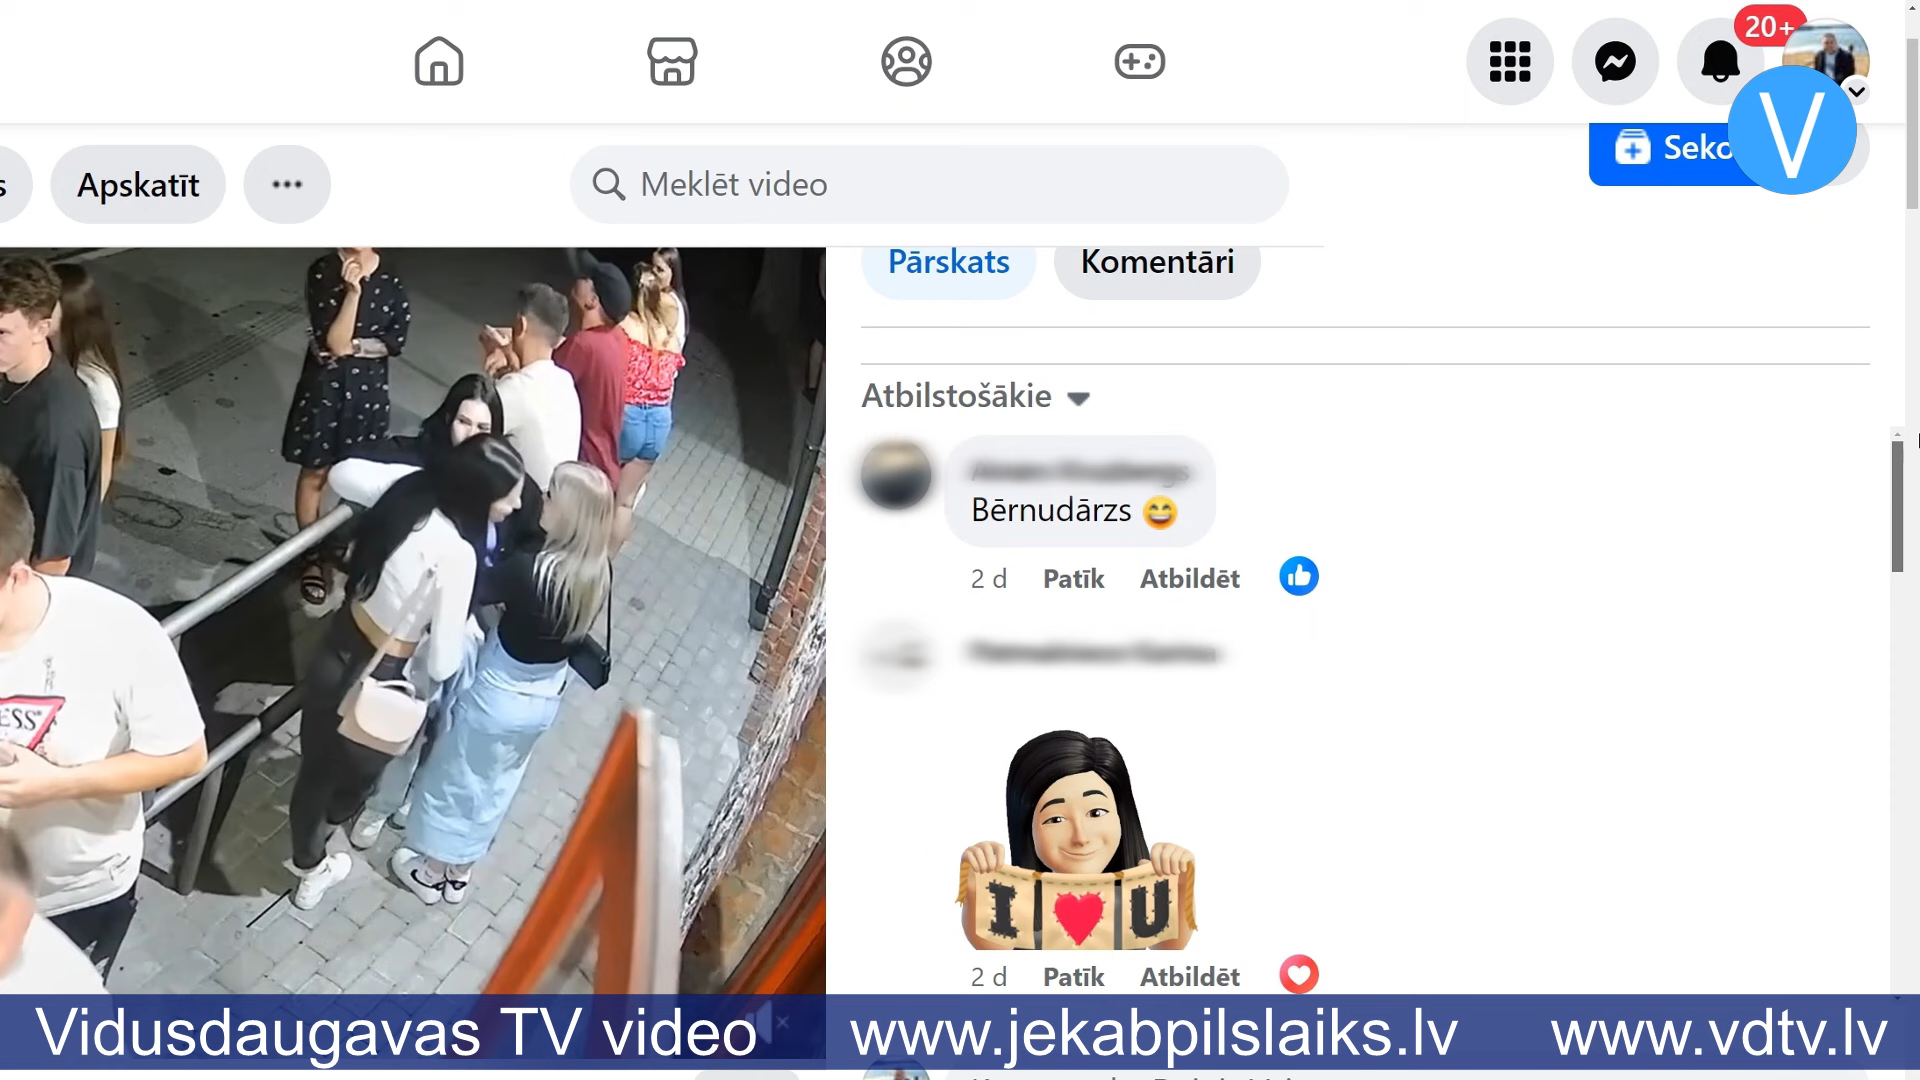 20+
V
Seko
s
Apskatīt
Meklēt video
Pārskats
Komentāri
Atbilstošākie
Bērnudārzs
2 d Patīk Atbildēt
ESS
I U
2 d Patīk Atbildēt
Vidusdaugavas TV video www.jekabpilslaiks.lv www.vdtv.lv